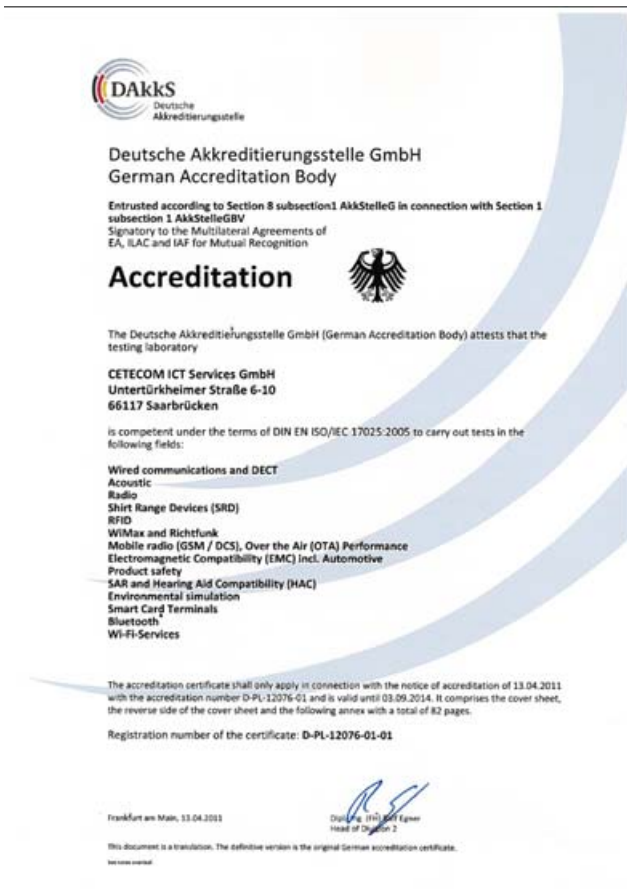 DAkkS
Deutsche
Akkreditierungsstelle
Deutsche Akkreditierungsstelle GmbH
German Accreditation Body
Entrusted according to Section 8 subsection1 AkkStelleG in connection with Section 1
subsection 1 AkkStelleGBV
Signatory to the Multilateral Agreements of
EA, ILAC and IAF for Mutual Recognition
Accreditation
The Deutsche Akkreditierungsstelle GmbH (German Accreditation Body) attests that the
testing laboratory
CETECOM ICT Services GmbH
Untertürkheimer Straße 6-10
66117 Saarbrücken
is competent under the terms of DIN EN ISO/IEC 17025:2005 to carry out tests in the
following fields:
Wired communications and DECT
Acoustic
Radio
Shirt Range Devices (SRD)
RFID
WiMax and Richtfunk
Mobile radio (GSM / DCS), Over the Air (OTA) Performance
Electromagnetic Compatibility (EMC) incl. Automotive
Product safety
SAR and Hearing Aid Compatibility (HAC)
Environmental simulation
Smart Card Terminals
Bluetooth
Wi-Fi-Services
The accreditation certificate shall only apply in connection with the notice of accreditation of 13.04.2011
with the accreditation number D-PL-12076-01 and is valid until 03.09.2014. It comprises the cover sheet,
the reverse side of the cover sheet and the following annex with a total of 82 pages.
Registration number of the certificate: D-PL-12076-01-01
Frankfurt am Main, 13.04.2011
(FH) Egner
Head of Division 2
This document is a translation. The definitive version is the original German accreditation certificate.
See notes overleaf